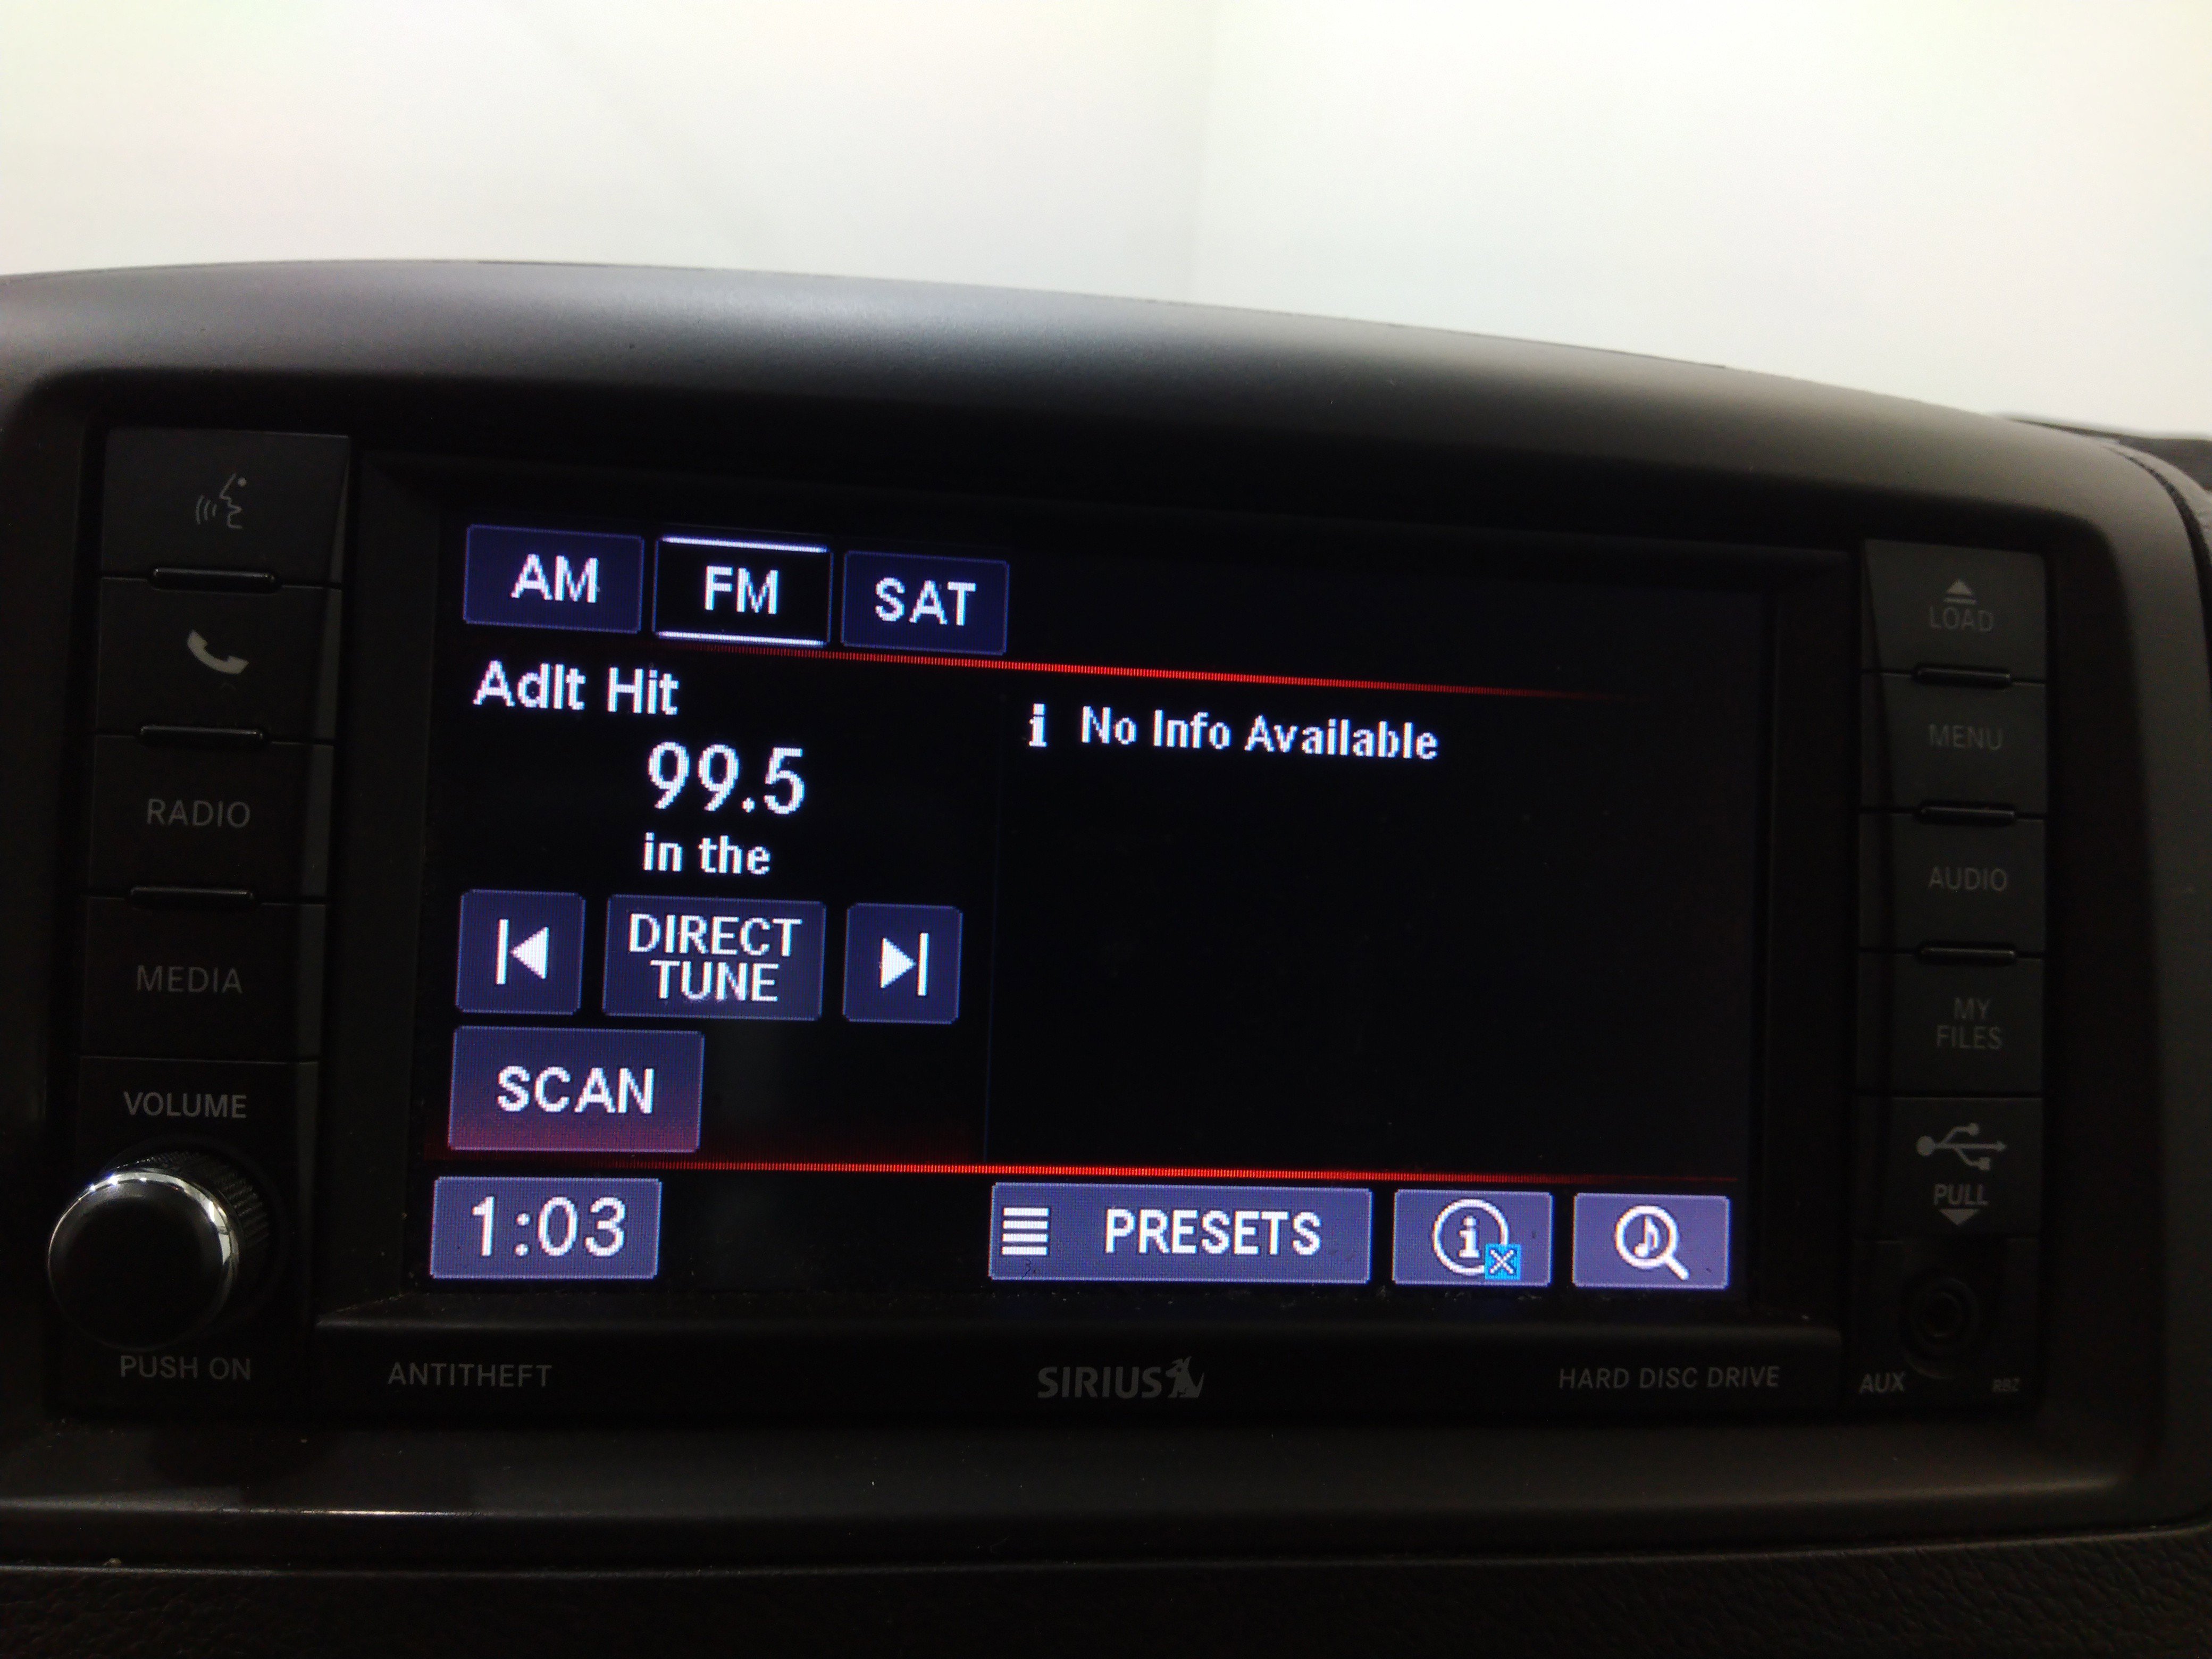 AM FM SAT
LOAD
Adlt Hit
i No Info Available
MENU
99.5
RADIO
in the
AUDIO
DIRECT
TUNE
MEDIA
MY
FILES
SCAN
VOLUME
PULL
1:03 PRESETS i
PUSH ON
ANTITHEFT SIRIUS HARD DISC DRIVE
AUX RBZ